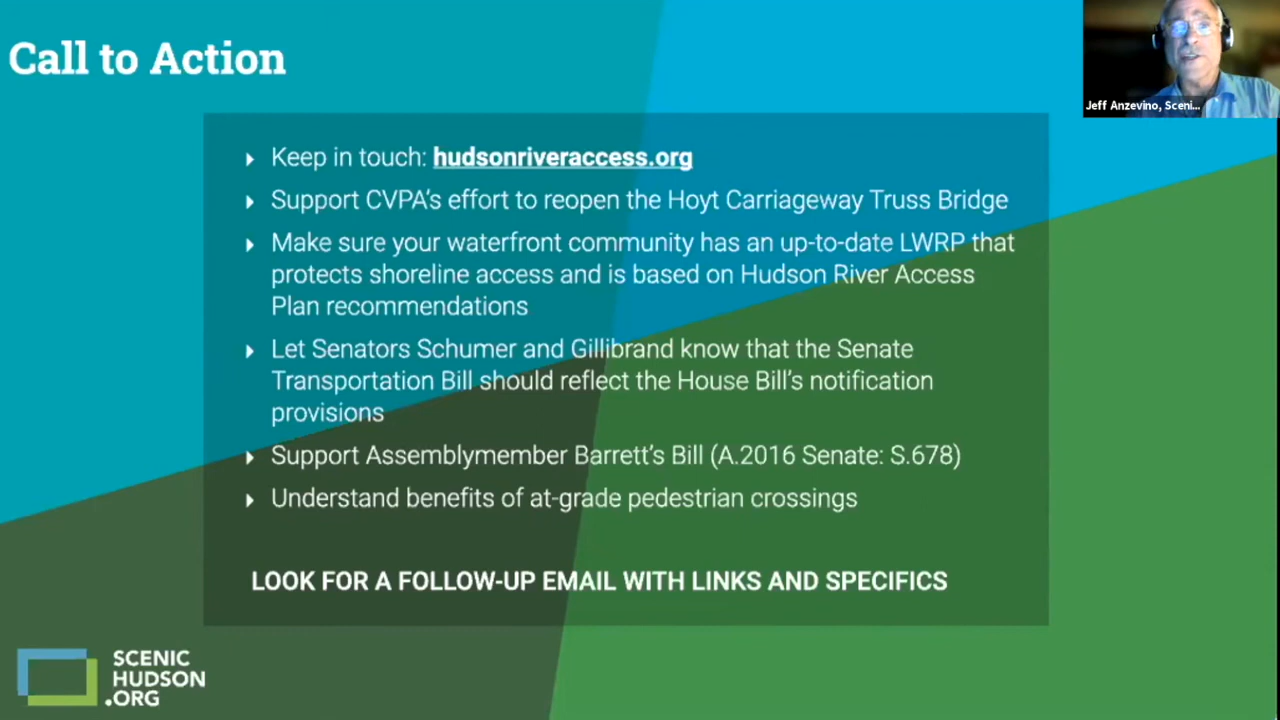 Call to Action
Jeff Anzevino, Sceni...
Keep in touch: hudsonriveraccess.org
Support CVPA's effort to reopen the Hoyt Carriageway Truss Bridge
Make sure your waterfront community has an up-to-date LWRP that
protects shoreline access and is based on Hudson River Access
Plan recommendations
Let Senators Schumer and Gillibrand know that the Senate
Transportation Bill should reflect the House Bill's notification
provisions
Support Assemblymember Barrett's Bill (A.2016 Senate: S.678)
Understand benefits of at-grade pedestrian crossings
LOOK FOR A FOLLOW-UP EMAIL WITH LINKS AND SPECIFICS
SCENIC
HUDSON
.ORG